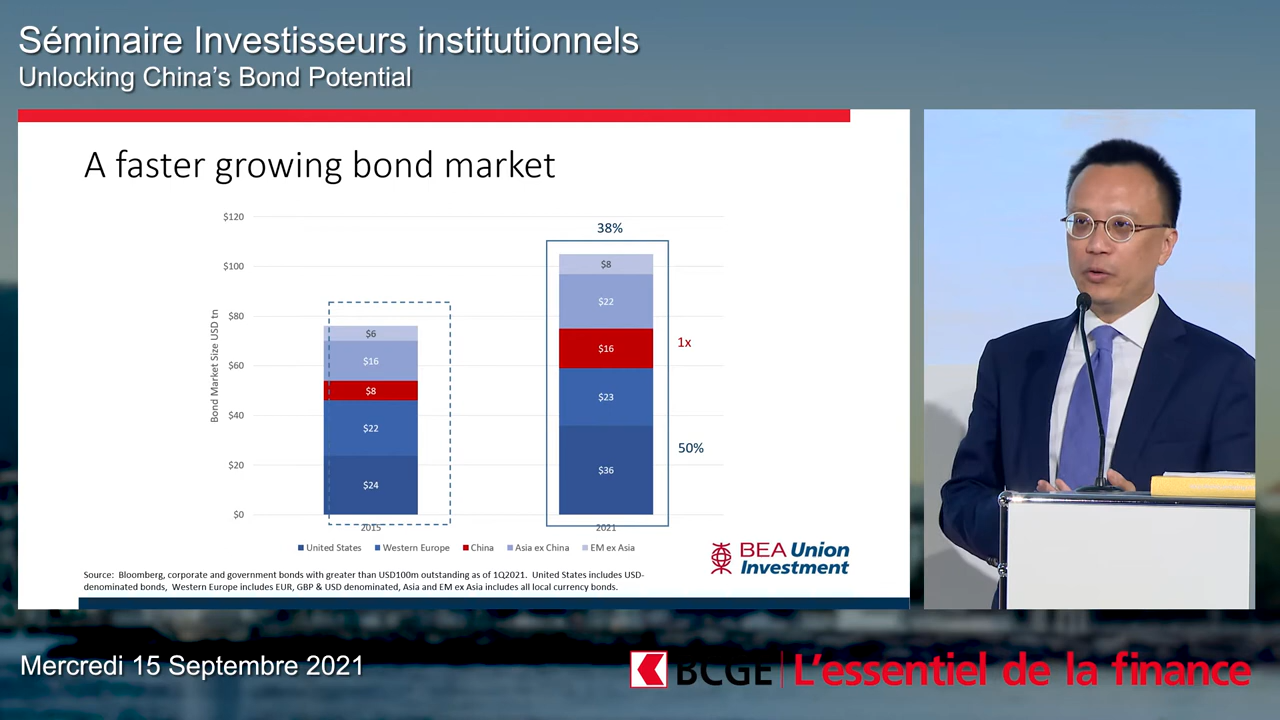 Séminaire Investisseurs institutionnels
Unlocking China's Bond Potential
A faster growing bond market
Bond Market Size USD tn
$120
$100
$80
$60
$40
$20
$0
$6
$16
$8
$22
$24
2015
38%
$8
$22
$16
$23
$36
2021
1x
50%
United States
Western Europe
China
Asia ex China
EM ex Asia
BEA Union
Investment
Source: Bloomberg, corporate and government bonds with greater than USD100m outstanding as of 1Q2021. United States includes USD-
denominated bonds, Western Europe includes EUR, GBP & USD denominated, Asia and EM ex Asia includes all local currency bonds.
Mercredi 15 Septembre 2021
BCGE L'essentiel de la finance